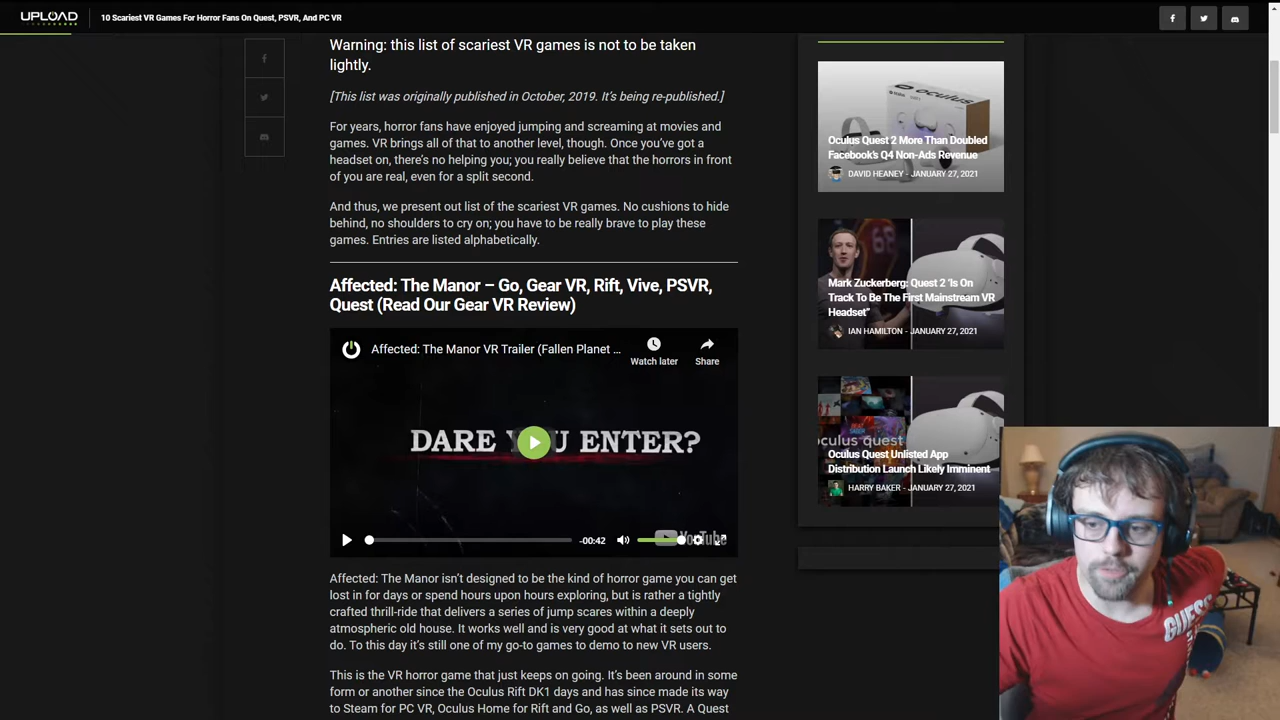 UPLOAD
10 Scariest VR Games For Horror Fans On Quest, PSVR, And PC VR
Warning: this list of scariest VR games is not to be taken
lightly.
[This list was originally published in October, 2019. It's being re-published.]
For years, horror fans have enjoyed jumping and screaming at movies and
games. VR brings all of that to another level, though. Once you've got a
headset on, there's no helping you; you really believe that the horrors in front
of you are real, even for a split second.
And thus, we present out list of the scariest VR games. No cushions to hide
behind, no shoulders to cry on; you have to be really brave to play these
games. Entries are listed alphabetically.
Affected: The Manor – Go, Gear VR, Rift, Vive, PSVR,
Quest (Read Our Gear VR Review)
Affected: The Manor VR Trailer (Fallen Planet ...
Watch later
Share
DARE YOU ENTER?
-00:42
YouTube
Affected: The Manor isn't designed to be the kind of horror game you can get
lost in for days or spend hours upon hours exploring, but is rather a tightly
crafted thrill-ride that delivers a series of jump scares within a deeply
atmospheric old house. It works well and is very good at what it sets out to
do. To this day it's still one of my go-to games to demo to new VR users.
This is the VR horror game that just keeps on going. It's been around in some
form or another since the Oculus Rift DK1 days and has since made its way
to Steam for PC VR, Oculus Home for Rift and Go, as well as PSVR. A Quest
oculus
Oculus Quest 2 More Than Doubled
Facebook's Q4 Non-Ads Revenue
DAVID HEANEY - JANUARY 27, 2021
68
Mark Zuckerberg: Quest 2 'Is On
Track To Be The First Mainstream VR
Headset"
IAN HAMILTON - JANUARY 27, 2021
oculus quest
Oculus Quest Unlisted App
Distribution Launch Likely Imminent
HARRY BAKER - JANUARY 27, 2021
GUESS